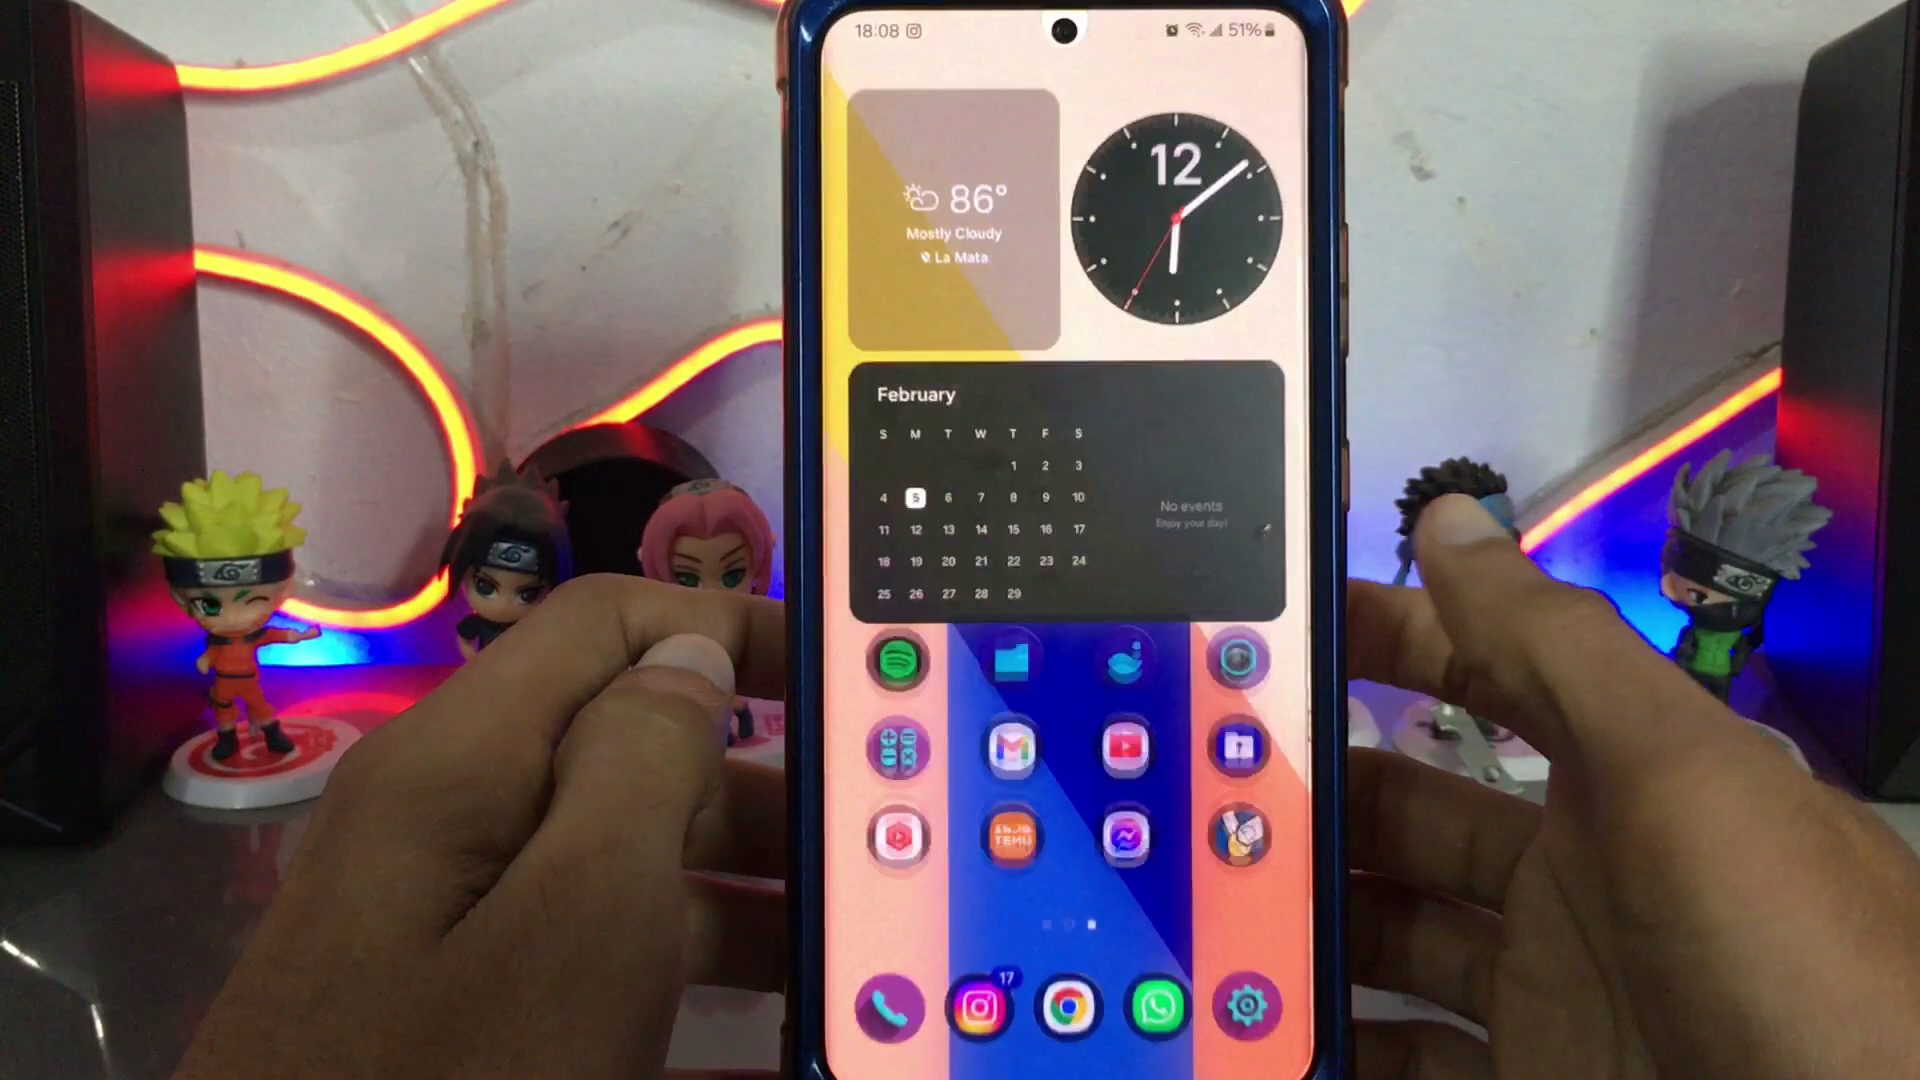 18:08
51%
86°
Mostly Cloudy
La Mata
12
February
S M T W T F S
1 2 3
4 5 6 7 8 9 10
11 12 13 14 15 16 17
18 19 20 21 22 23 24
25 26 27 28 29
No events
Enjoy your day!
TEMU
17